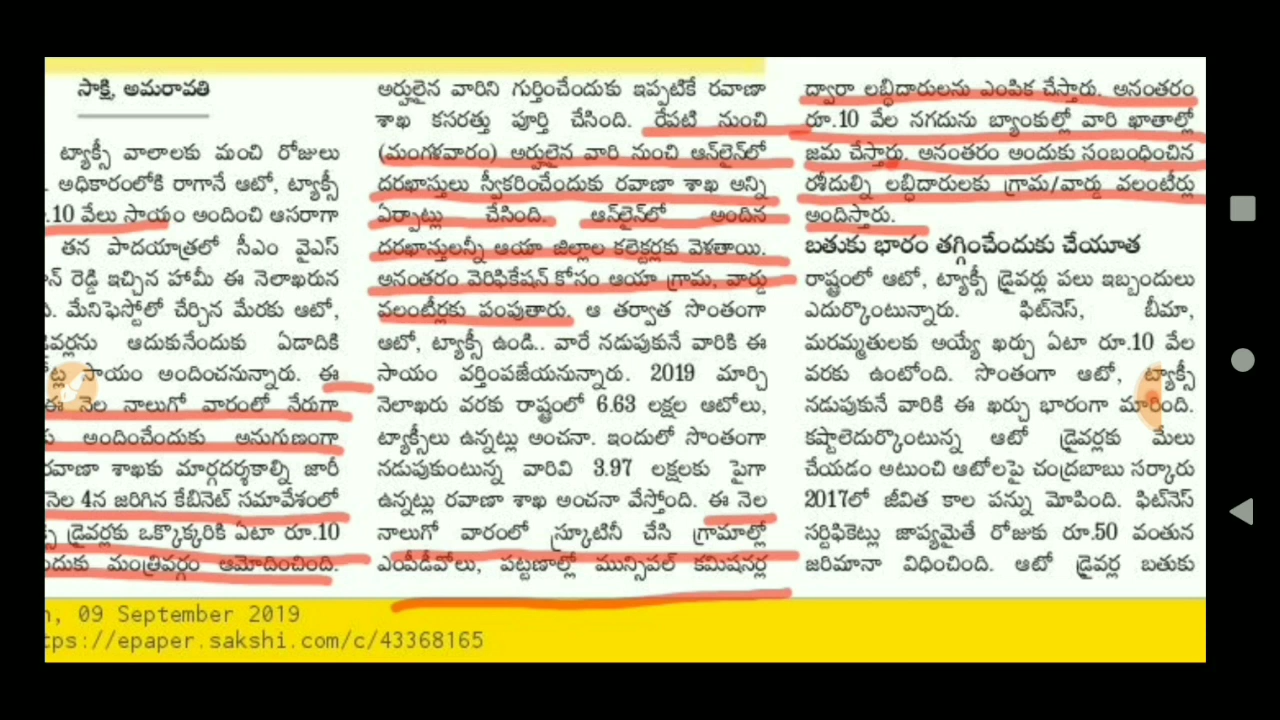 సాక్షి, అమరావతి
ట్యాక్సీ వాలాలకు మంచి రోజులు
. అధికారంలోకి రాగానే ఆటో, ట్యాక్సీ
.10 వేలు సాయం అందించి ఆసరాగా
తన పాదయాత్రలో సీఎం వైఎస్
రెడ్డి ఇచ్చిన హామీ ఈ నెలాఖరున
మేనిఫెస్టోలో చేర్చిన మేరకు ఆటో,
ఆదుకునేందుకు ఏడాదికి
సాయం అందించనున్నారు. ఈ
ఈ నెల నాలుగో వారంలో నేరుగా
అందించేందుకు అనుగుణంగా
రవాణా శాఖకు మార్గదర్శకాల్ని జారీ
నెల 4న జరిగిన కేబినెట్ సమావేశంలో
డ్రైవర్లకు ఒక్కొక్కరికి ఏటా రూ.10
మంత్రివర్గం ఆమోదించింది.
అర్హులైన వారిని గుర్తించేందుకు ఇప్పటికే రవాణా
శాఖ కసరత్తు పూర్తి చేసింది. రేపటి నుంచి
(మంగళవారం) అర్హులైన వారి నుంచి ఆన్‌లైన్‌లో
దరఖాస్తులు స్వీకరించేందుకు రవాణా శాఖ అన్ని
ఏర్పాట్లు చేసింది. ఆన్‌లైన్‌లో అందిన
దరఖాస్తులన్నీ ఆయా జిల్లాల కలెక్టర్లకు వెళతాయి.
అనంతరం వెరిఫికేషన్ కోసం ఆయా గ్రామ, వార్డు
వలంటీర్లకు పంపుతారు. ఆ తర్వాత సొంతంగా
ఆటో, ట్యాక్సీ ఉండి.. వారే నడుపుకునే వారికి ఈ
సాయం వర్తింపజేయనున్నారు. 2019 మార్చి
నెలాఖరు వరకు రాష్ట్రంలో 6.63 లక్షల ఆటోలు,
ట్యాక్సీలు ఉన్నట్లు అంచనా. ఇందులో సొంతంగా
నడుపుకుంటున్న వారివి 3.97 లక్షలకు పైగా
ఉన్నట్లు రవాణా శాఖ అంచనా వేస్తోంది. ఈ నెల
నాలుగో వారంలో స్క్రూటినీ చేసి గ్రామాల్లో
ఎంపీడీవోలు, పట్టణాల్లో మున్సిపల్ కమిషనర్ల
ద్వారా లబ్ధిదారులను ఎంపిక చేస్తారు. అనంతరం
రూ.10 వేల నగదును బ్యాంకుల్లో వారి ఖాతాల్లో
జమ చేస్తారు. అనంతరం అందుకు సంబంధించిన
రశీదుల్ని లబ్ధిదారులకు గ్రామ/వార్డు వలంటీర్లు
అందిస్తారు.
బతుకు భారం తగ్గించేందుకు చేయూత
రాష్ట్రంలో ఆటో, ట్యాక్సీ డ్రైవర్లు పలు ఇబ్బందులు
ఎదుర్కొంటున్నారు. ఫిట్‌నెస్, బీమా,
మరమ్మతులకు అయ్యే ఖర్చు ఏటా రూ.10 వేల
వరకు ఉంటోంది. సొంతంగా ఆటో, ట్యాక్సీ
నడుపుకునే వారికి ఈ ఖర్చు భారంగా మారింది.
కష్టాలెదుర్కొంటున్న ఆటో డ్రైవర్లకు మేలు
చేయడం అటుంచి ఆటోలపై చంద్రబాబు సర్కారు
2017లో జీవిత కాల పన్ను మోపింది. ఫిట్‌నెస్
సర్టిఫికెట్లు జాప్యమైతే రోజుకు రూ.50 వంతున
జరిమానా విధించింది. ఆటో డ్రైవర్ల బతుకు
, 09 September 2019
tps://epaper.sakshi.com/c/43368165